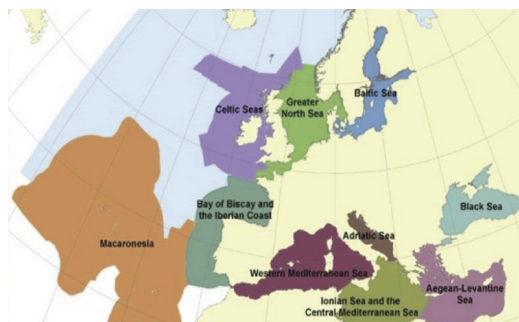 Celtic Seas
Greater
North Sea
Baltic Sea
Bay of Biscay and
the Iberian Coast
Black Sea
Macaronesia
Adriatic Sea
Western Mediterranean Sea
Aegean-Levantine
Sea
Ionian Sea and the
Central Mediterranean Sea